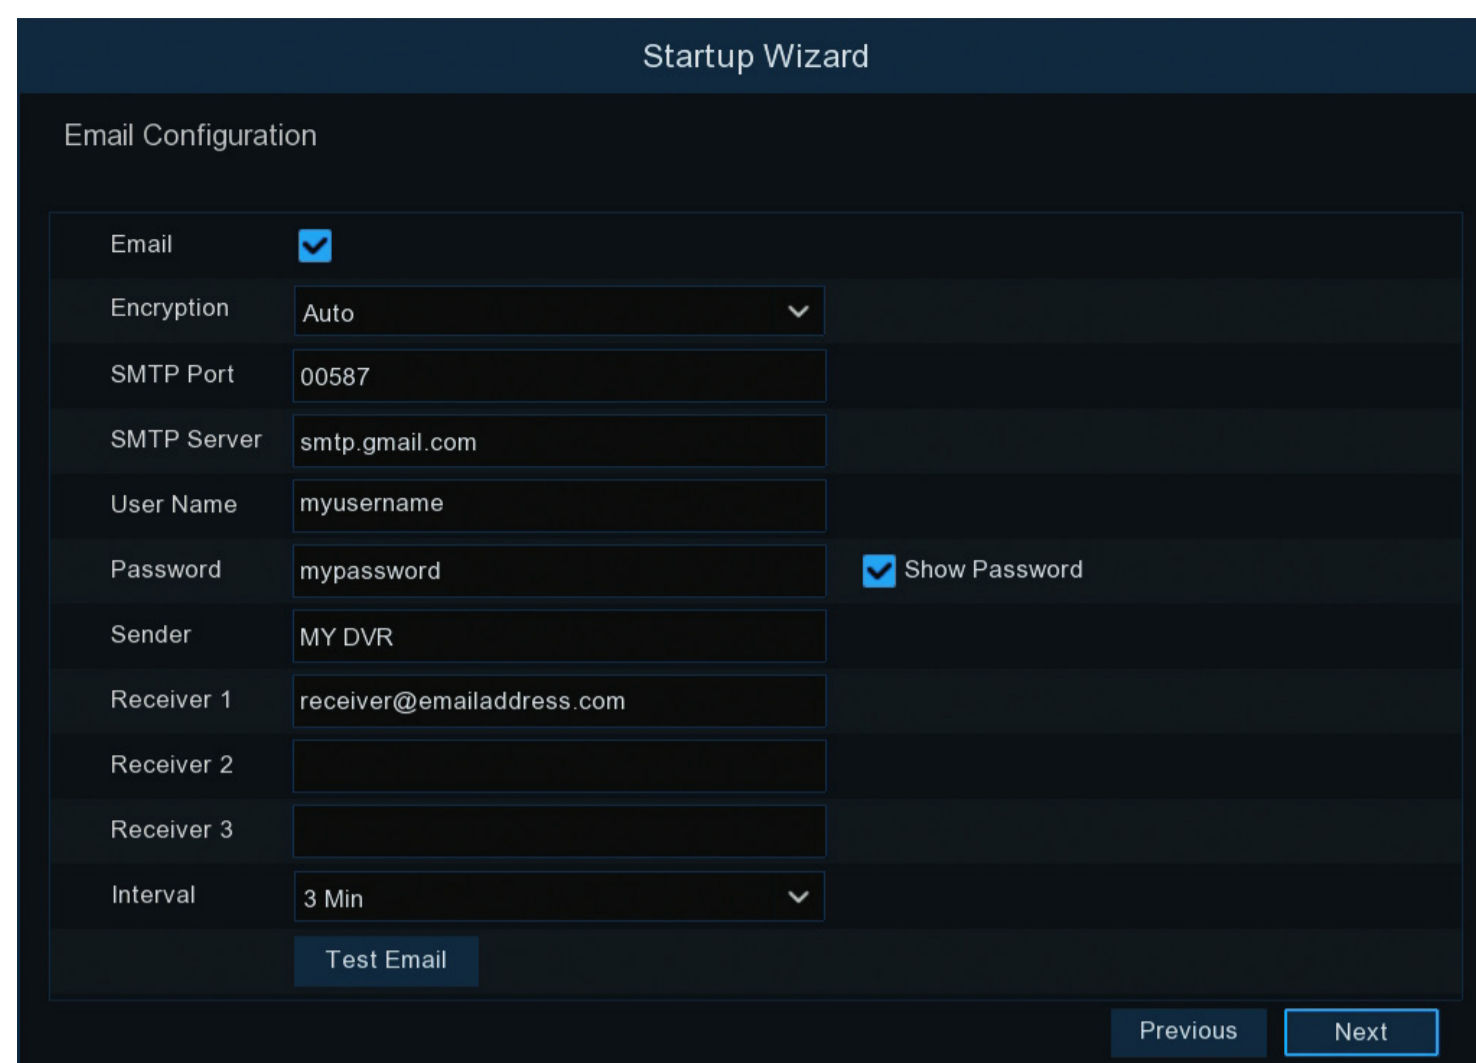 Startup Wizard
Email Configuration
Email
Encryption Auto
SMTP Port 00587
SMTP Server smtp.gmail.com
User Name myusername
Password mypassword Show Password
Sender MY DVR
Receiver 1 receiver@emailaddress.com
Receiver 2
Receiver 3
Interval 3 Min
Test Email
Previous Next